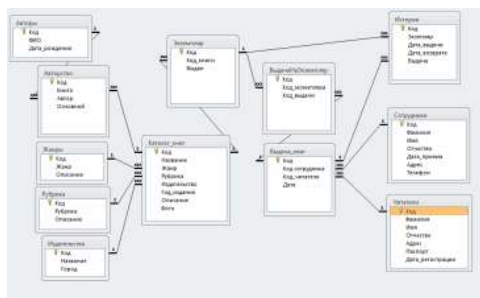 Авторы
Код
ФИО
Дата_рождения
Авторство
Код
Книга
Автор
Основной
Жанры
Код
Жанр
Описание
Рубрика
Код
Рубрика
Описание
Издательства
Код
Название
Город
Экземпляр
Код
Код_книги
Выдан
Каталог_книг
Код
Название
Жанр
Рубрика
Издательство
Год_издания
Описание
Фото
ВыдачаНаЭкземпляр
Код
Код_экземпляра
Код_выдачи
Выдача_книг
Код
Код_сотрудника
Код_читателя
Дата
История
Код
Экземпляр
Дата_выдачи
Дата_возврата
Выдача
Сотрудники
Код
Фамилия
Имя
Отчество
Дата_приема
Адрес
Телефон
Читатели
Код
Фамилия
Имя
Отчество
Адрес
Паспорт
Дата_регистрации